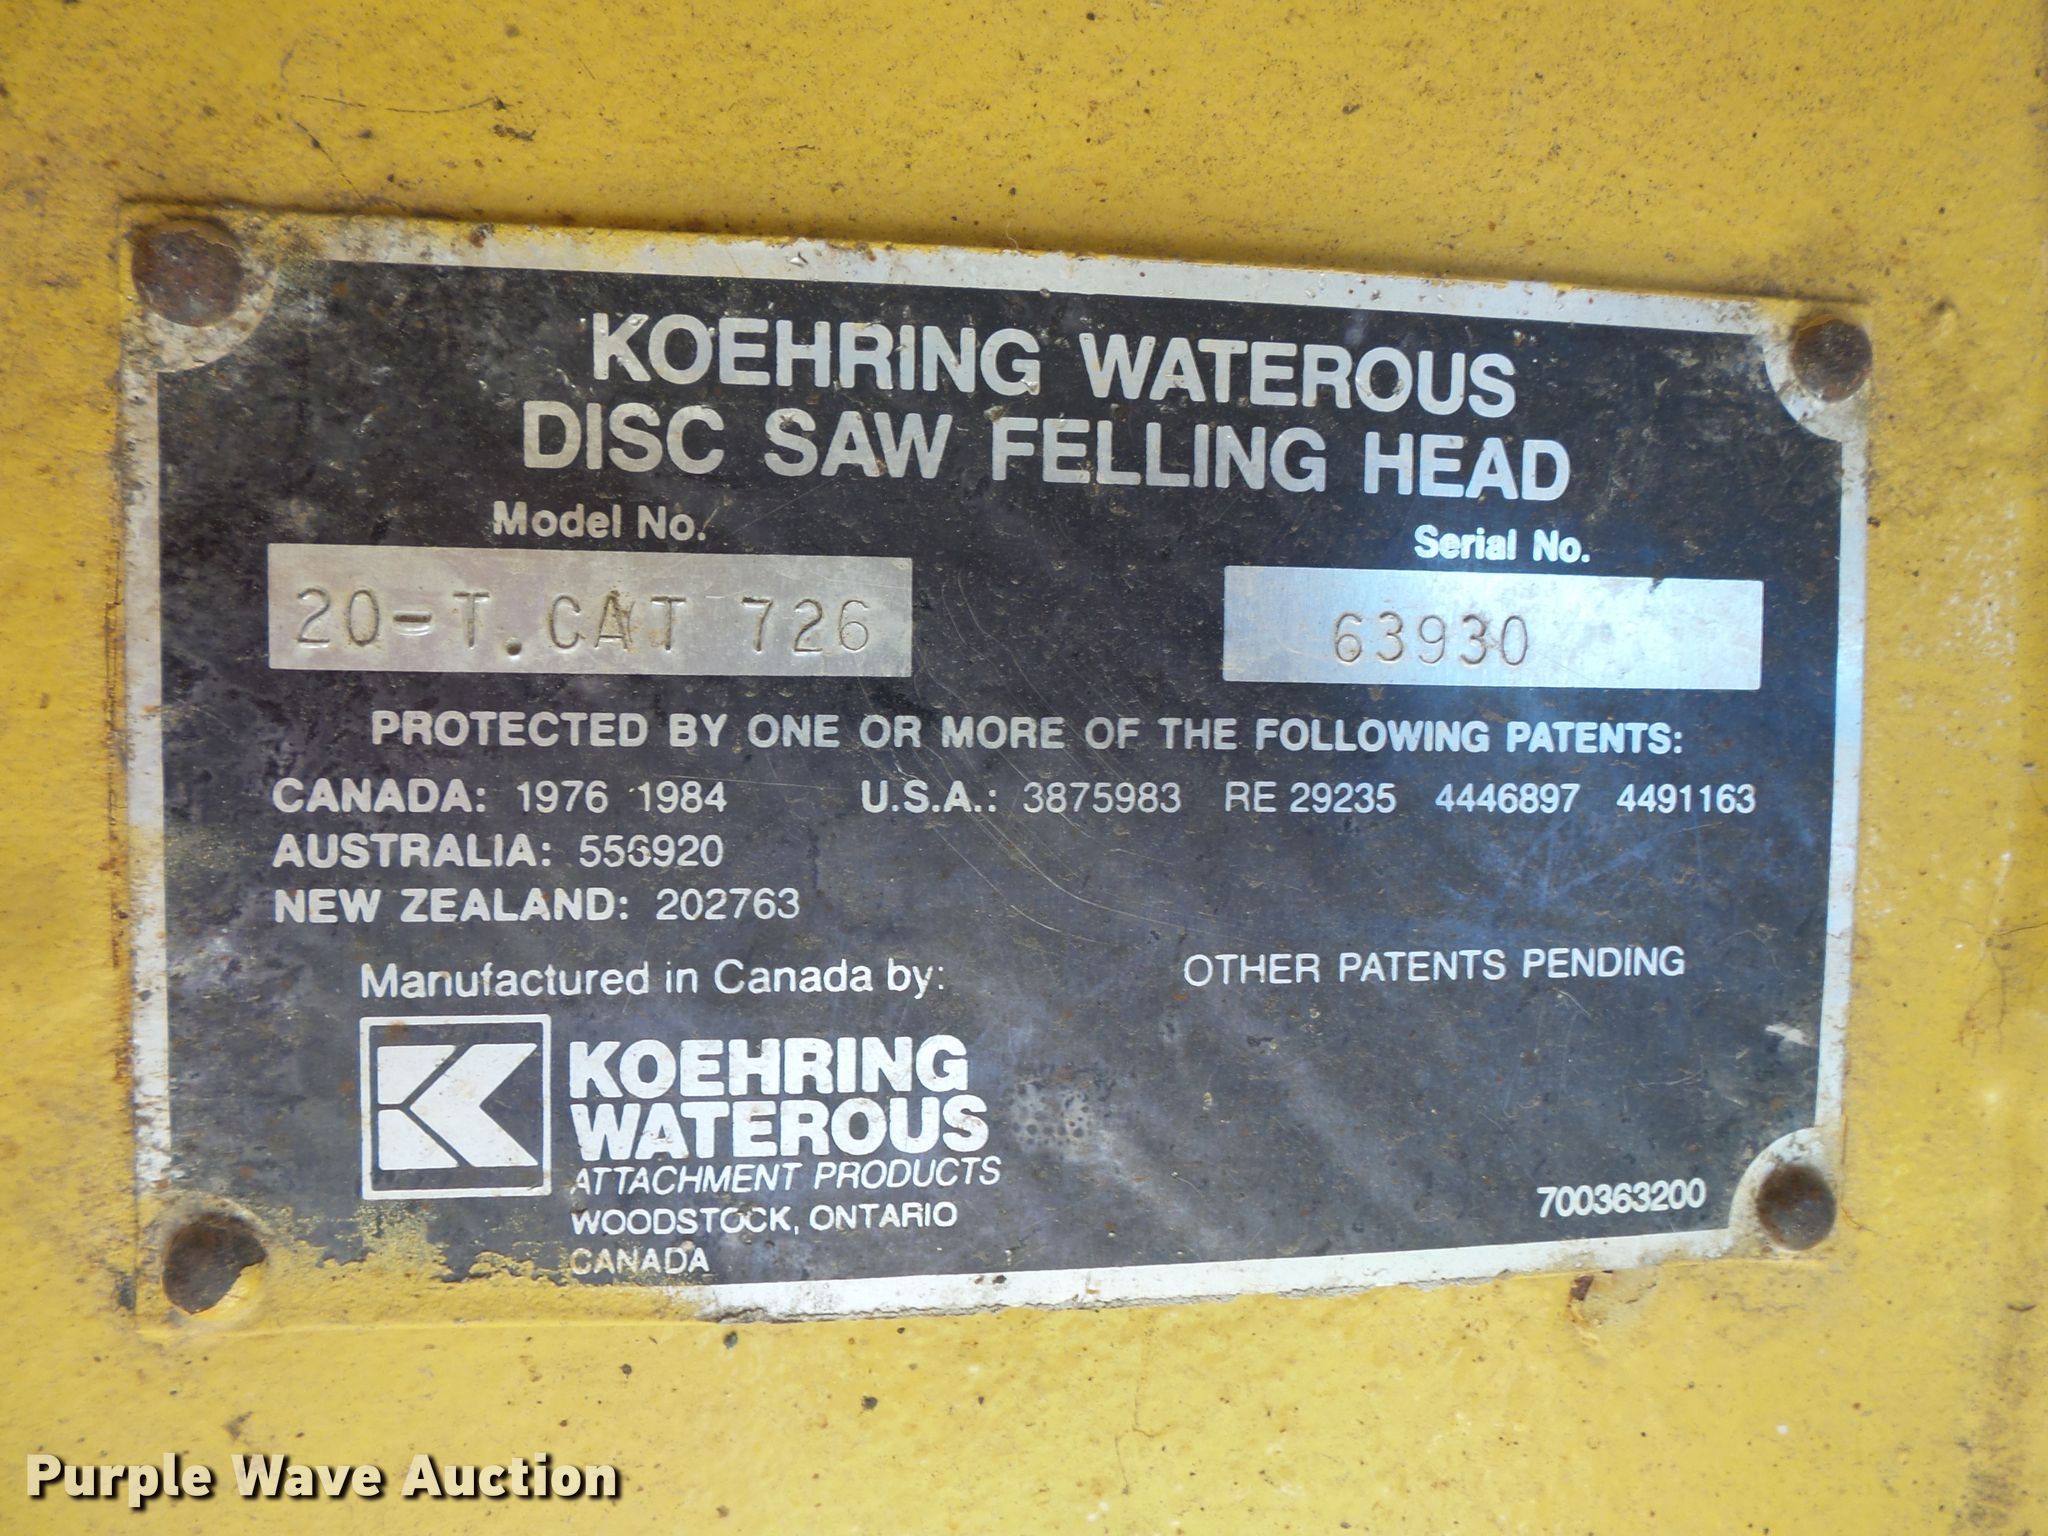 KOEHRING WATEROUS
DISC SAW FELLING HEAD
Model No.
Serial No.
20-T. CAT 726
63930
PROTECTED BY ONE OR MORE OF THE FOLLOWING PATENTS:
CANADA: 1976 1984 U.S.A.: 3875983 RE 29235 4446897 4491163
AUSTRALIA: 556920
NEW ZEALAND: 202763
Manufactured in Canada by:
OTHER PATENTS PENDING
KOEHRING
WATEROUS
ATTACHMENT PRODUCTS
WOODSTOCK, ONTARIO
CANADA
700363200
Purple Wave Auction